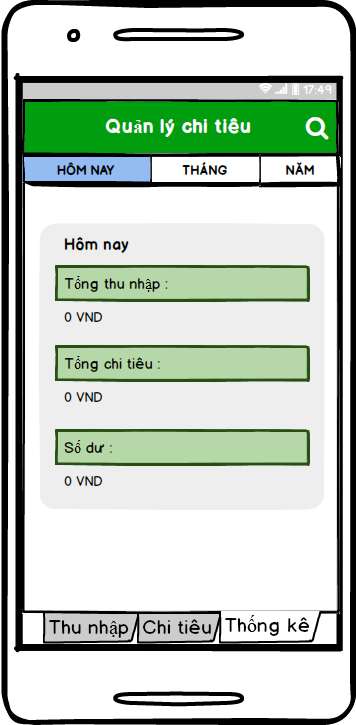 17:49
Quản lý chi tiêu
HÔM NAY THÁNG NĂM
Hôm nay
Tổng thu nhập :
0 VND
Tổng chi tiêu :
0 VND
Số dư :
0 VND
Thu nhập Chi tiêu Thống kê